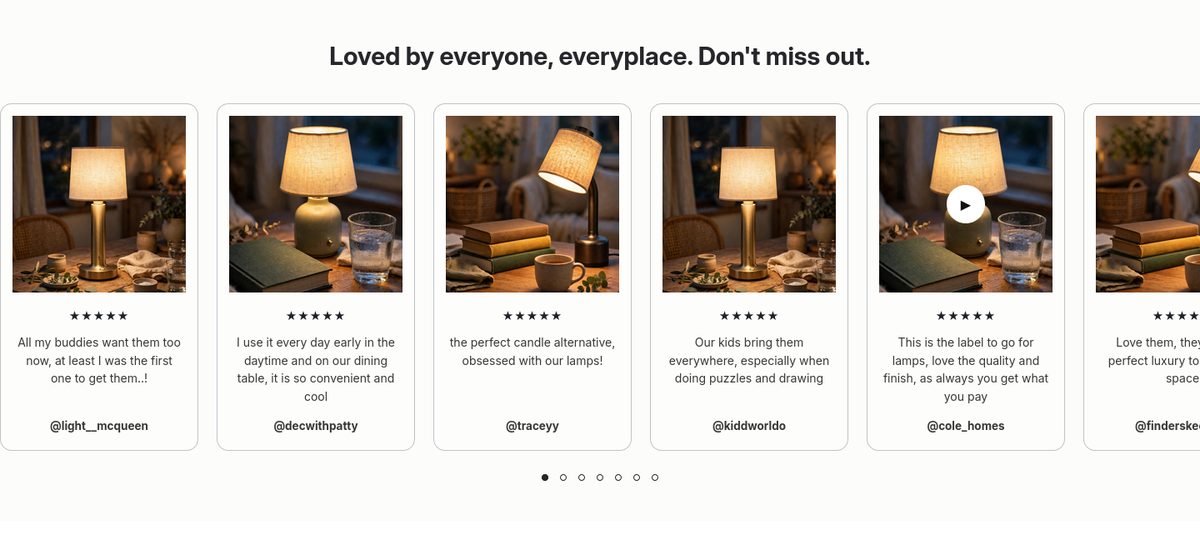 Loved by everyone, everyplace. Don't miss out.
★★★★★
All my buddies want them too
now, at least I was the first
one to get them..!
@light__mcqueen
★★★★★
I use it every day early in the
daytime and on our dining
table, it is so convenient and
cool
@decwithpatty
★★★★★
the perfect candle alternative,
obsessed with our lamps!
@traceyy
★★★★★
Our kids bring them
everywhere, especially when
doing puzzles and drawing
@kiddworldo
★★★★★
This is the label to go for
lamps, love the quality and
finish, as always you get what
you pay
@cole_homes
★★★★
Love them, they
perfect luxury to
space